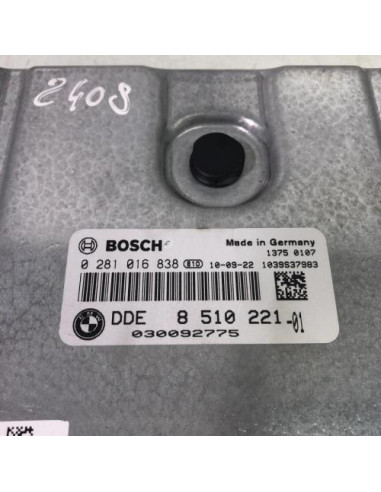 2408
BOSCH Made in Germany
1375 0107
0 281 016 838 B10 10-09-22 1039S37983
DDE 8 510 221-01
030092775